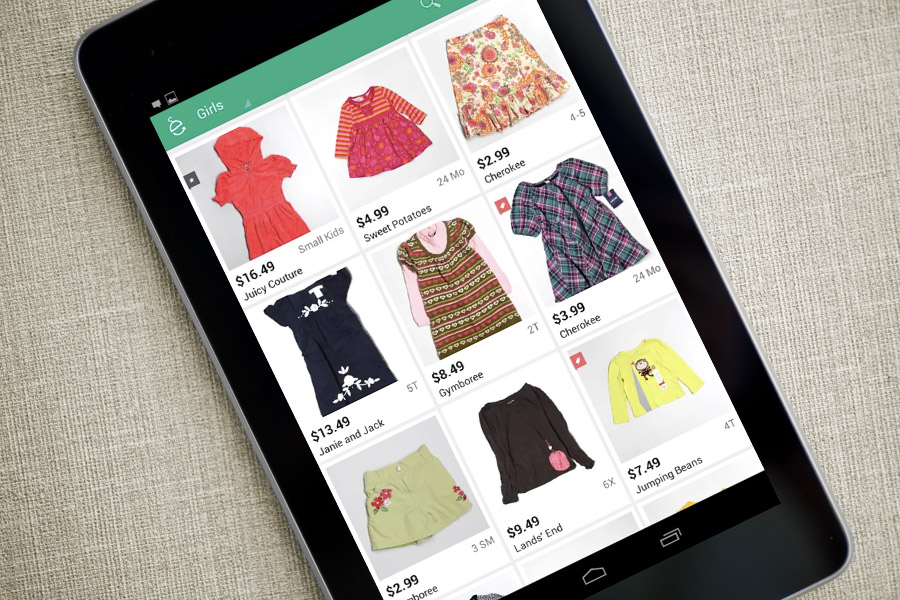 Girls
Small Kids
$16.49
Juicy Couture
24 Mo
$4.99
Sweet Potatoes
4-5
$2.99
Cherokee
5T
$13.49
Janie and Jack
2T
$8.49
Gymboree
24 Mo
$3.99
Cherokee
3 SM
$2.99
mboree
6X
$9.49
Lands' End
4T
$7.49
Jumping Beans